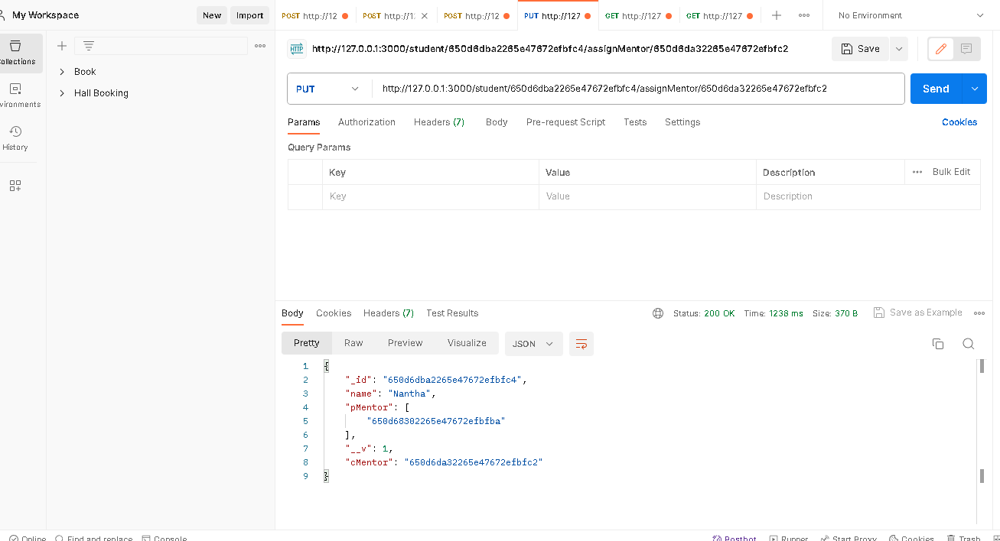 My Workspace
New
Import
POST http://12
POST http://1
POST http://12
PUT http://127
GET http://127
GET http://127
No Environment
ollections
vironments
History
Book
Hall Booking
HTTP
http://127.0.0.1:3000/student/650d6dba2265e47672efbfc4/assignMentor/650d6da32265e47672efbfc2
Save
PUT
http://127.0.0.1:3000/student/650d6dba2265e47672efbfc4/assignMentor/650d6da32265e47672efbfc2
Send
Params Authorization Headers (7) Body Pre-request Script Tests Settings Cookies
Query Params
Key Value Description Bulk Edit
Key Value Description
Body Cookies Headers (7) Test Results Status: 200 OK Time: 1238 ms Size: 370 B Save as Example
Pretty Raw Preview Visualize JSON
1 {
2 "_id": "650d6dba2265e47672efbfc4",
3 "name": "Nantha",
4 "pMentor": [
5 "650d68302265e47672efbfba"
6 ],
7 "__v": 1,
8 "cMentor": "650d6da32265e47672efbfc2"
9 }
Online Find and replace Console Postbot Runner Start Proxy Cookies Trash